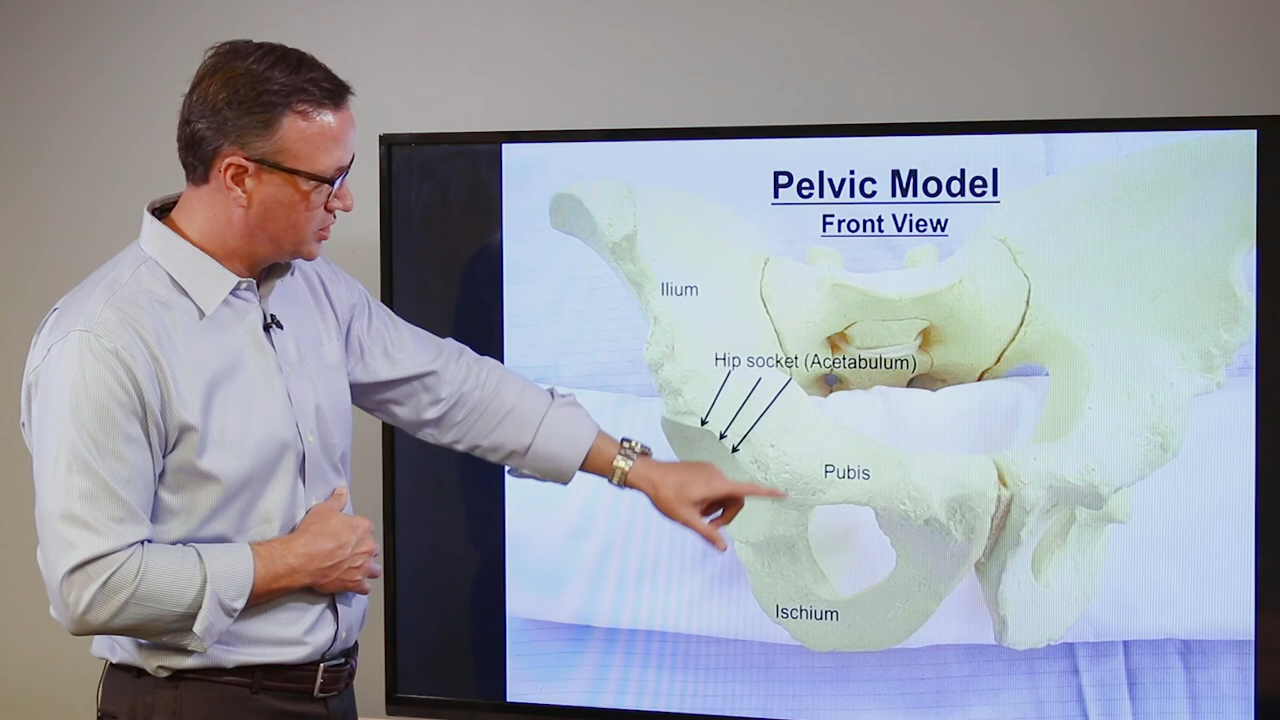 Pelvic Model
Front View
Ilium
Hip socket (Acetabulum)
Pubis
Ischium